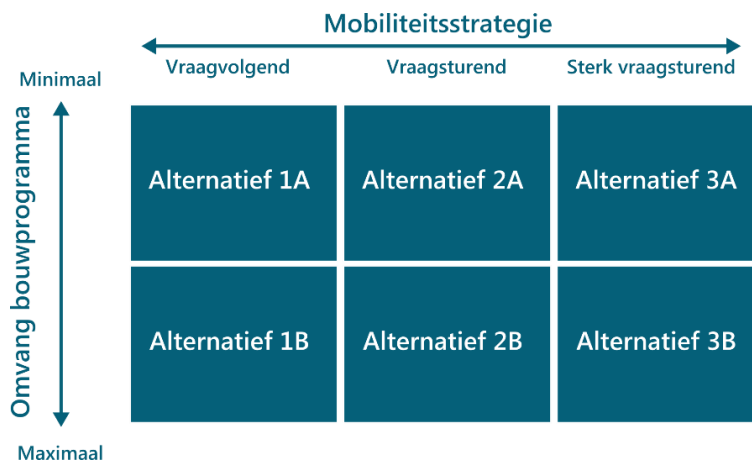 Mobiliteitsstrategie
Vraagvolgend Vraagsturend Sterk vraagsturend
Minimaal
Omvang bouwprogramma
Alternatief 1A Alternatief 2A Alternatief 3A
Alternatief 1B Alternatief 2B Alternatief 3B
Maximaal